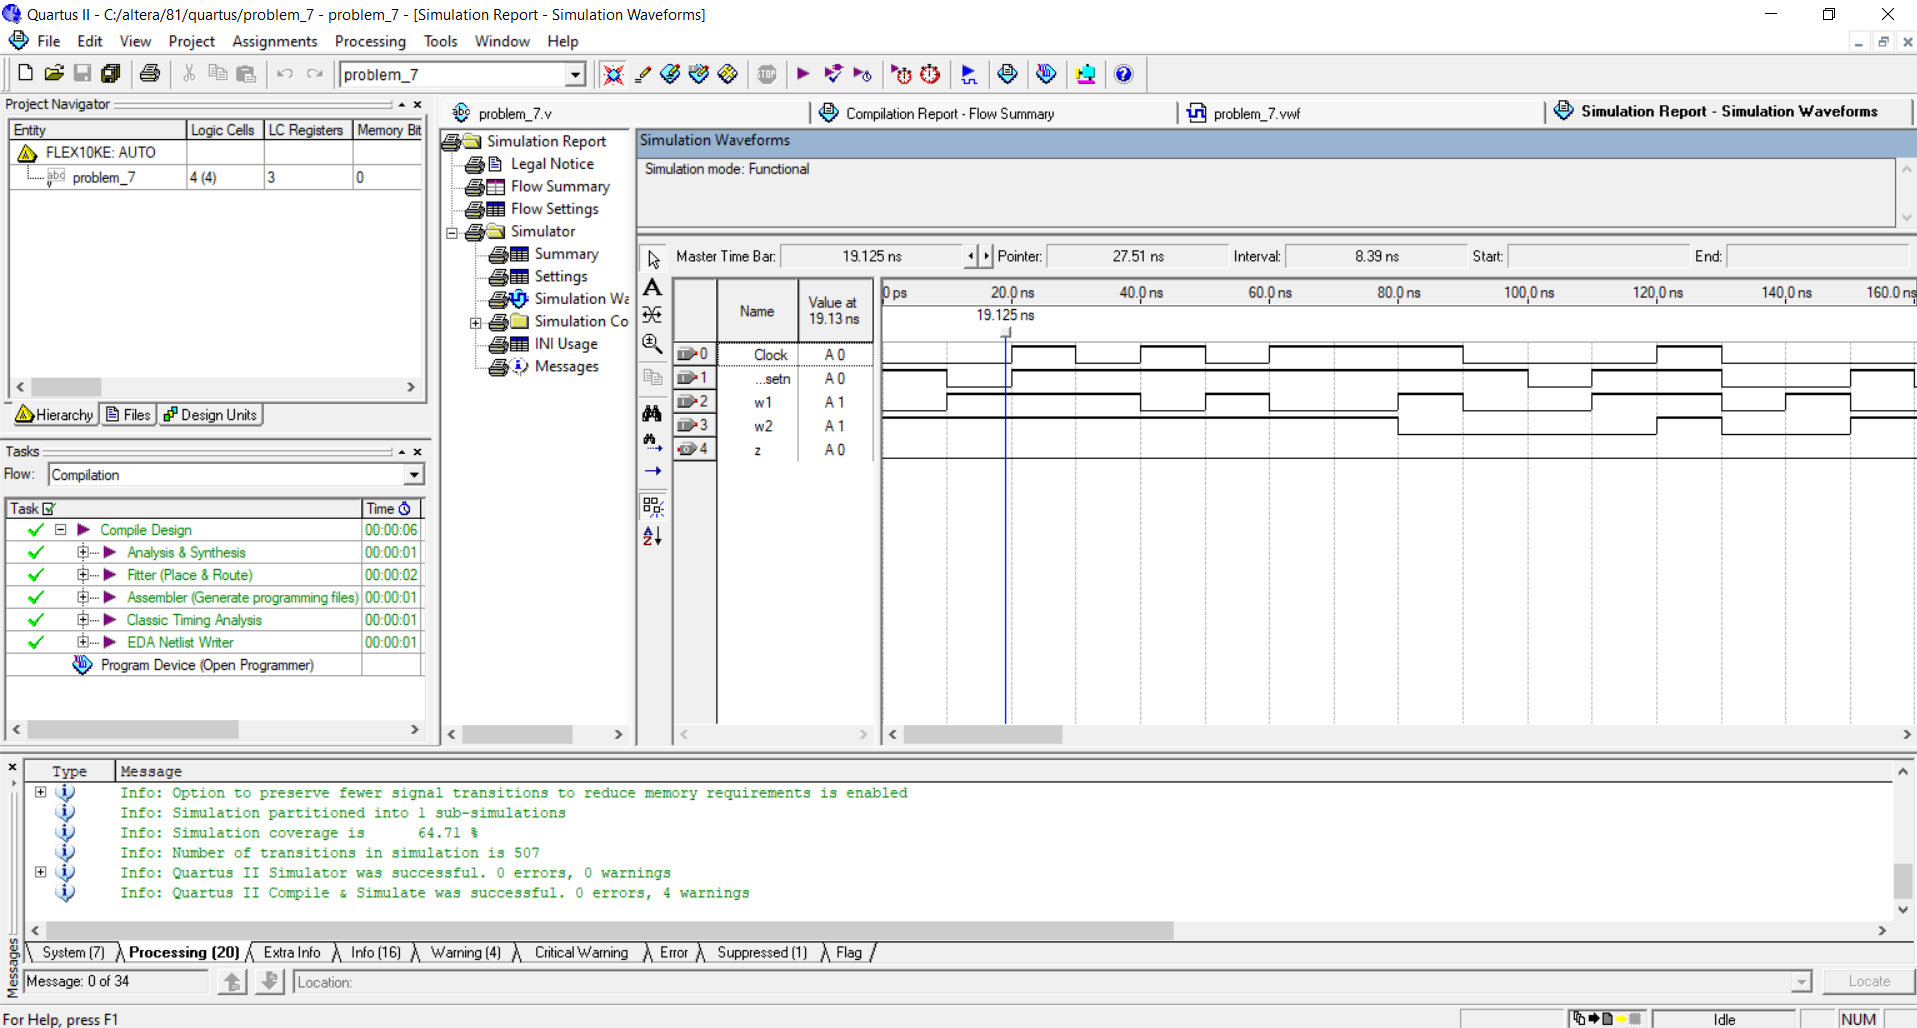 Quartus II - C:/altera/81/quartus/problem_7 - problem_7 - [Simulation Report - Simulation Waveforms]
File Edit View Project Assignments Processing Tools Window Help
problem_7
STOP
Project Navigator
Entity Logic Cells LC Registers Memory Bit
FLEX10KE: AUTO
abd problem_7 4 (4) 3 0
Hierarchy Files Design Units
Tasks
Flow: Compilation
Task Time
Compile Design 00:00:06
Analysis & Synthesis 00:00:01
Fitter (Place & Route) 00:00:02
Assembler (Generate programming files) 00:00:01
Classic Timing Analysis 00:00:01
EDA Netlist Writer 00:00:01
Program Device (Open Programmer)
abc problem_7.v Compilation Report - Flow Summary problem_7.vwf Simulation Report - Simulation Waveforms
Simulation Report
Legal Notice
Flow Summary
Flow Settings
Simulator
Summary
Settings
Simulation Wa
Simulation Co
INI Usage
Messages
Simulation Waveforms
Simulation mode: Functional
Master Time Bar: 19.125 ns Pointer: 27.51 ns Interval: 8.39 ns Start: End:
A
A
Z
Name
Value at
19.13 ns
0 ps 20.0 ns 40.0 ns 60.0 ns 80.0 ns 100.0 ns 120.0 ns 140.0 ns 160.0 ns
19.125 ns
0 Clock A 0
1 ...setn A 0
2 w1 A 1
3 w2 A 1
4 z A 0
Type Message
Info: Option to preserve fewer signal transitions to reduce memory requirements is enabled
Info: Simulation partitioned into 1 sub-simulations
Info: Simulation coverage is 64.71 %
Info: Number of transitions in simulation is 507
Info: Quartus II Simulator was successful. 0 errors, 0 warnings
Info: Quartus II Compile & Simulate was successful. 0 errors, 4 warnings
System (7) Processing (20) Extra Info Info (16) Warning (4) Critical Warning Error Suppressed (1) Flag
Messages
Message: 0 of 34 Location: Locate
For Help, press F1 Idle NUM